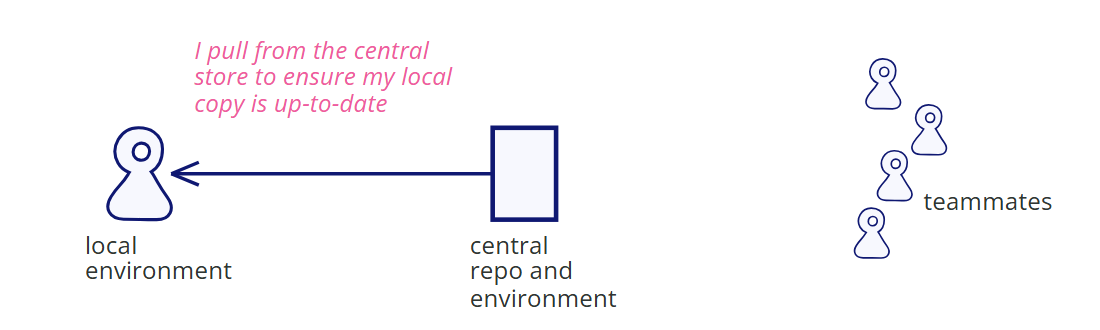 I pull from the central
store to ensure my local
copy is up-to-date
local
environment
central
repo and
environment
teammates